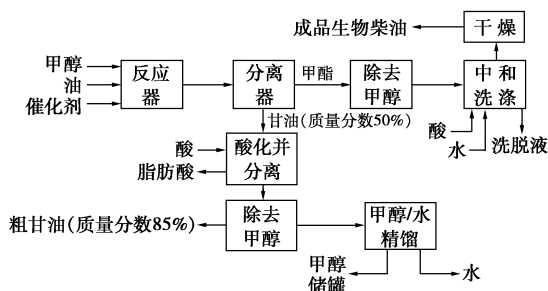 成品生物柴油
干燥
甲醇
油
催化剂
反应
器
分离
器
甲酯
除去
甲醇
中和
洗涤
甘油(质量分数50%)
酸
水
洗脱液
酸
脂肪酸
酸化并
分离
粗甘油(质量分数85%)
除去
甲醇
甲醇/水
精馏
甲醇
储罐
水